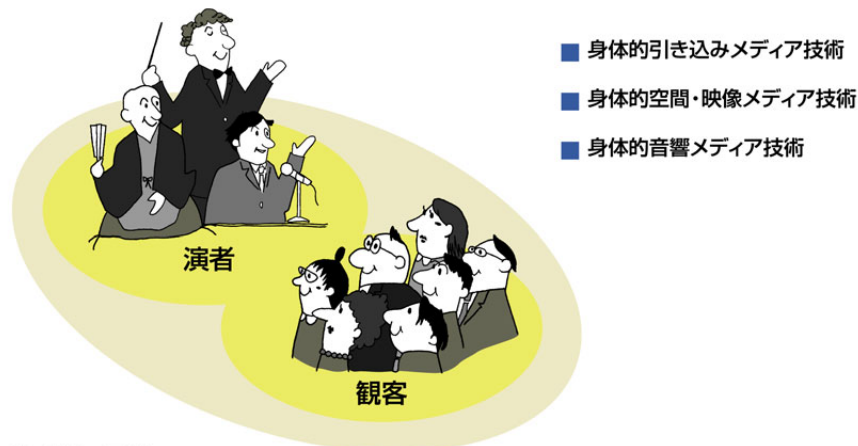 身体的引き込みメディア技術
身体的空間・映像メディア技術
身体的音響メディア技術
演者
観客